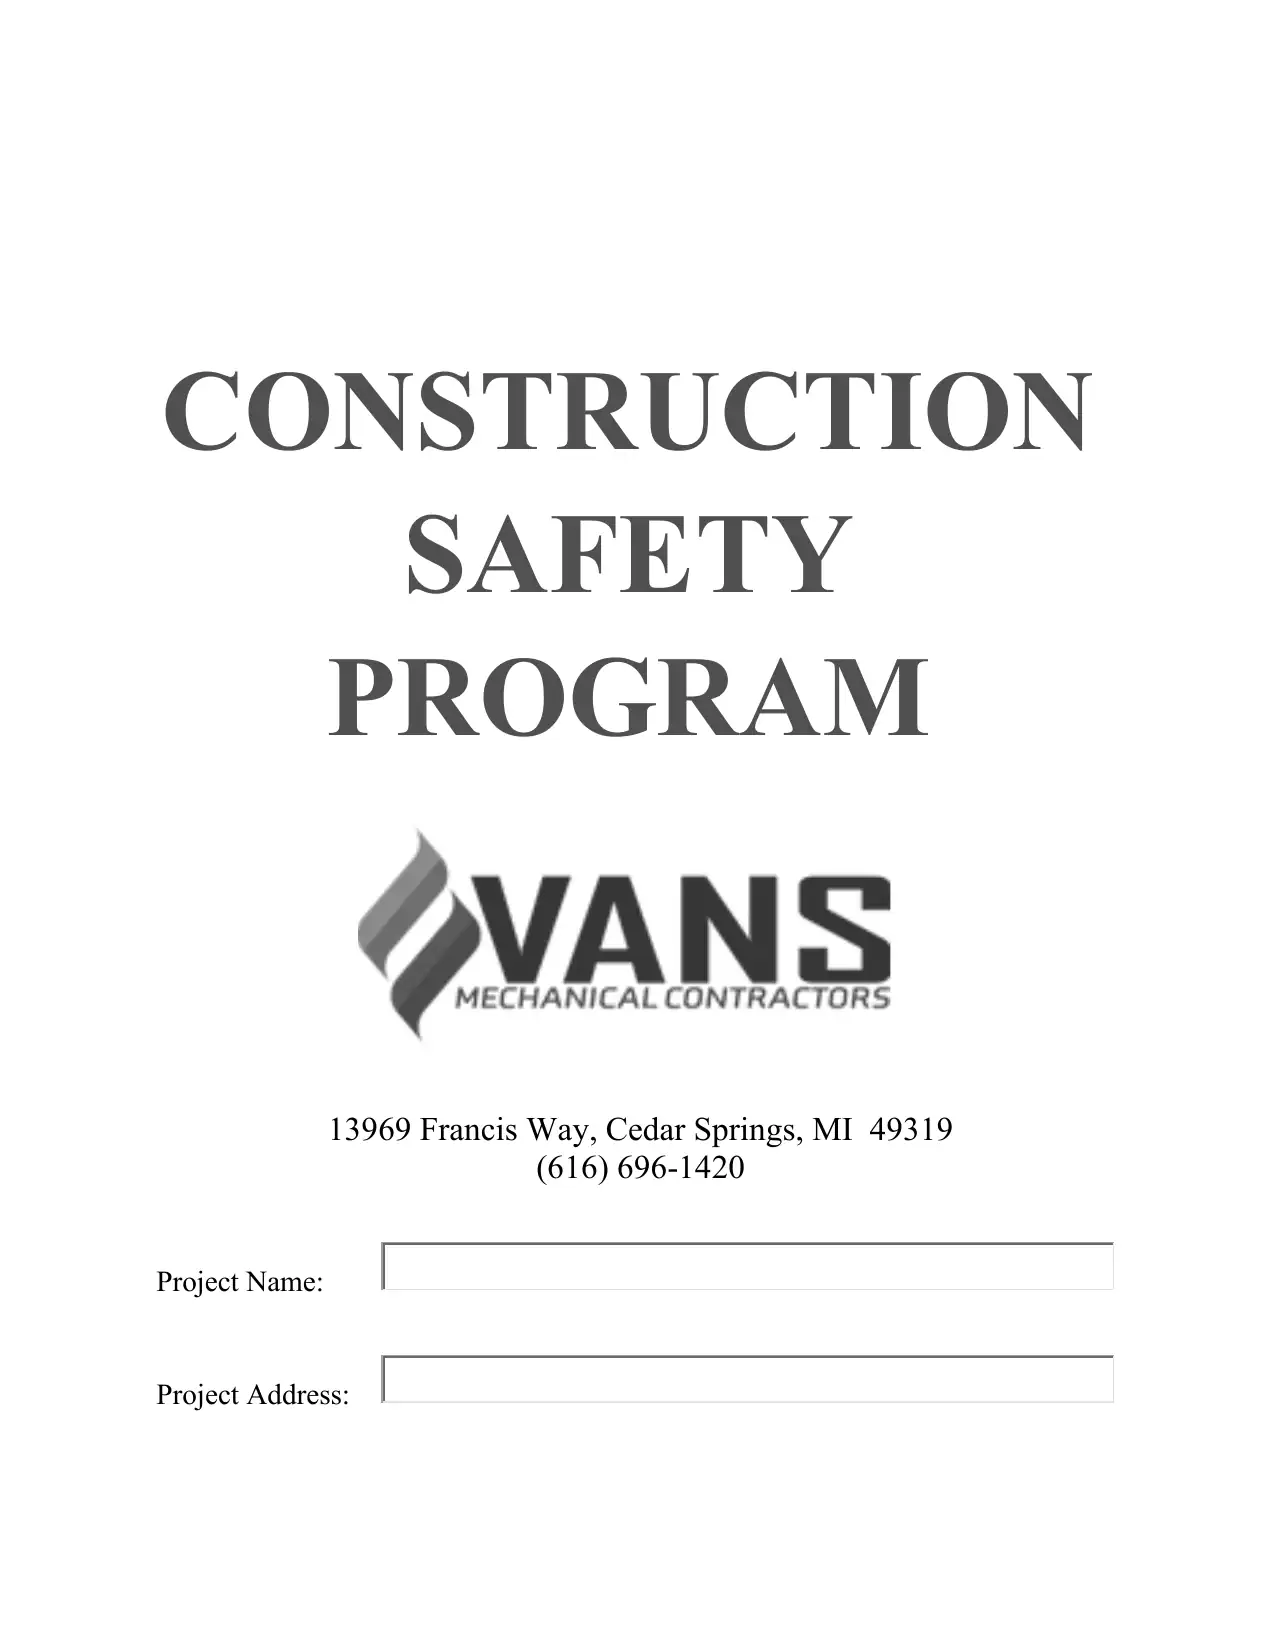 CONSTRUCTION
SAFETY
PROGRAM
VANS
MECHANICAL CONTRACTORS
13969 Francis Way, Cedar Springs, MI  49319
(616) 696-1420
Project Name:
Project Address: